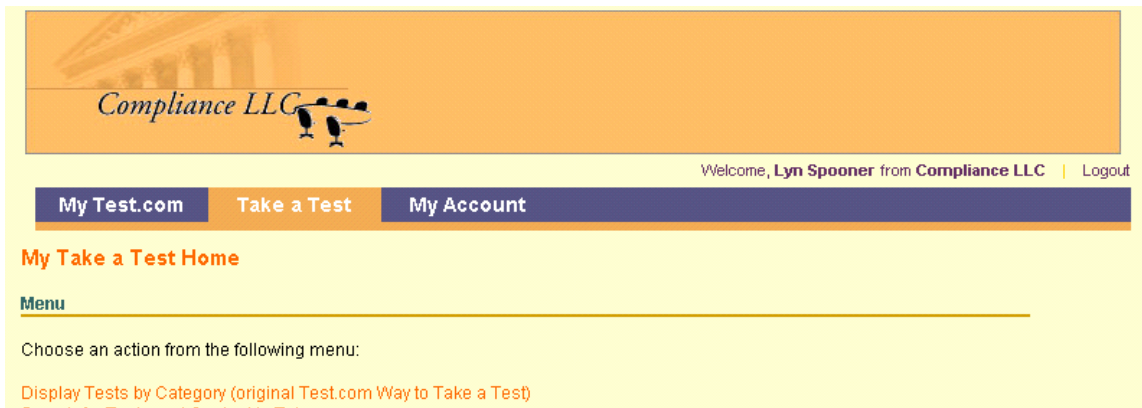 Compliance LLC
Welcome, Lyn Spooner from Compliance LLC | Logout
My Test.com Take a Test My Account
My Take a Test Home
Menu
Choose an action from the following menu:
Display Tests by Category (original Test.com Way to Take a Test)